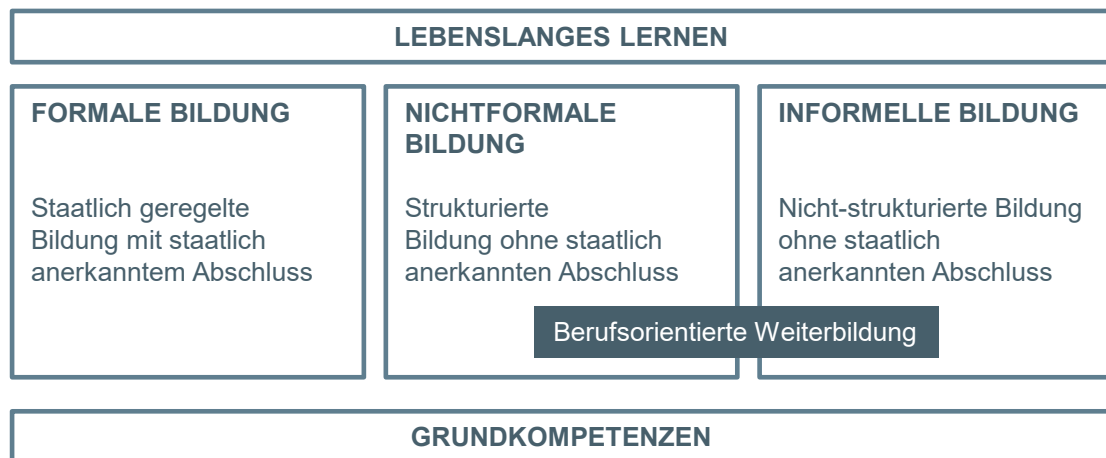 LEBENSLANGES LERNEN
FORMALE BILDUNG
Staatlich geregelte
Bildung mit staatlich
anerkanntem Abschluss
NICHTFORMALE
BILDUNG
Strukturierte
Bildung ohne staatlich
anerkannten Abschluss
INFORMELLE BILDUNG
Nicht-strukturierte Bildung
ohne staatlich
anerkannten Abschluss
Berufsorientierte Weiterbildung
GRUNDKOMPETENZEN